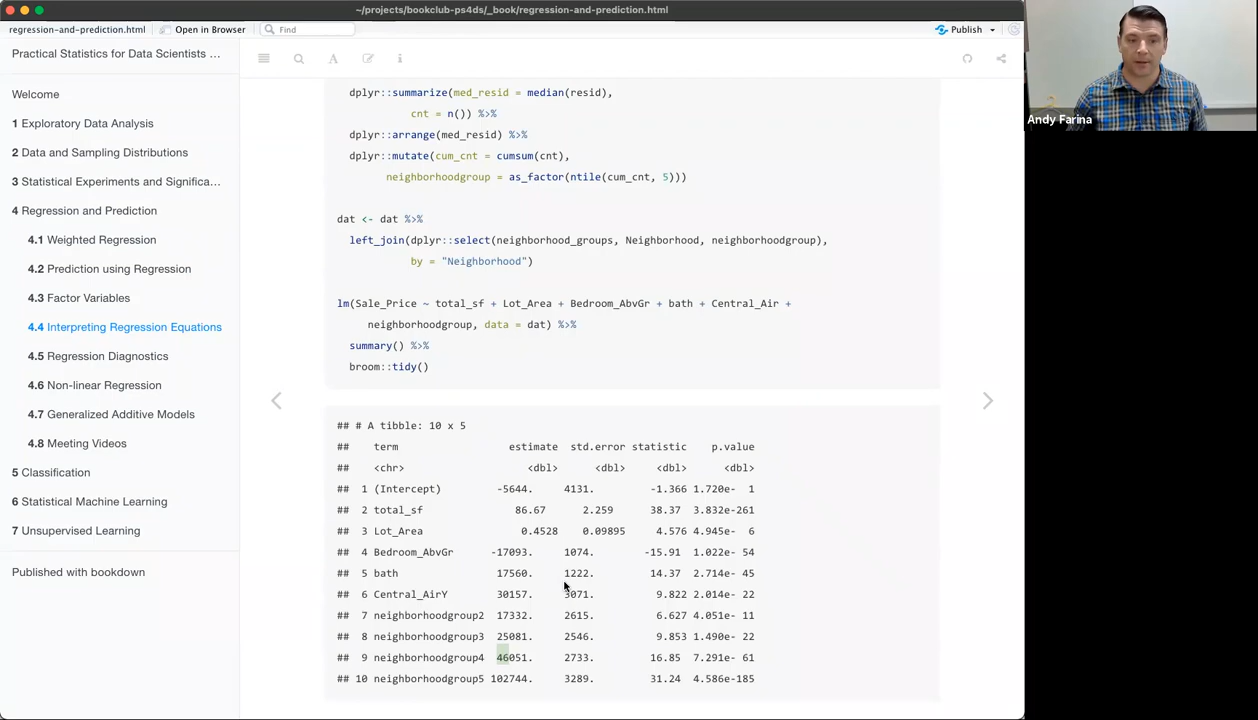 ~/projects/bookclub-ps4ds/_book/regression-and-prediction.html
regression-and-prediction.html
Open in Browser
Find
Publish
Practical Statistics for Data Scientists ...
Welcome
1 Exploratory Data Analysis
2 Data and Sampling Distributions
3 Statistical Experiments and Significa...
4 Regression and Prediction
4.1 Weighted Regression
4.2 Prediction using Regression
4.3 Factor Variables
4.4 Interpreting Regression Equations
4.5 Regression Diagnostics
4.6 Non-linear Regression
4.7 Generalized Additive Models
4.8 Meeting Videos
5 Classification
6 Statistical Machine Learning
7 Unsupervised Learning
Published with bookdown
A
i
dplyr::summarize(med_resid = median(resid),
cnt = n()) %>%
dplyr::arrange(med_resid) %>%
dplyr::mutate(cum_cnt = cumsum(cnt),
neighborhoodgroup = as_factor(ntile(cum_cnt, 5)))
dat <- dat %>%
left_join(dplyr::select(neighborhood_groups, Neighborhood, neighborhoodgroup),
by = "Neighborhood")
lm(Sale_Price ~ total_sf + Lot_Area + Bedroom_AbvGr + bath + Central_Air +
neighborhoodgroup, data = dat) %>%
summary() %>%
broom::tidy()
## # A tibble: 10 x 5
## term estimate std.error statistic p.value
## <chr> <dbl> <dbl> <dbl> <dbl>
## 1 (Intercept) -5644. 4131. -1.366 1.720e- 1
## 2 total_sf 86.67 2.259 38.37 3.832e-261
## 3 Lot_Area 0.4528 0.09895 4.576 4.945e- 6
## 4 Bedroom_AbvGr -17093. 1074. -15.91 1.022e- 54
## 5 bath 17560. 1222. 14.37 2.714e- 45
## 6 Central_AirY 30157. 3071. 9.822 2.014e- 22
## 7 neighborhoodgroup2 17332. 2615. 6.627 4.051e- 11
## 8 neighborhoodgroup3 25081. 2546. 9.853 1.490e- 22
## 9 neighborhoodgroup4 46051. 2733. 16.85 7.291e- 61
## 10 neighborhoodgroup5 102744. 3289. 31.24 4.586e-185
Andy Farina